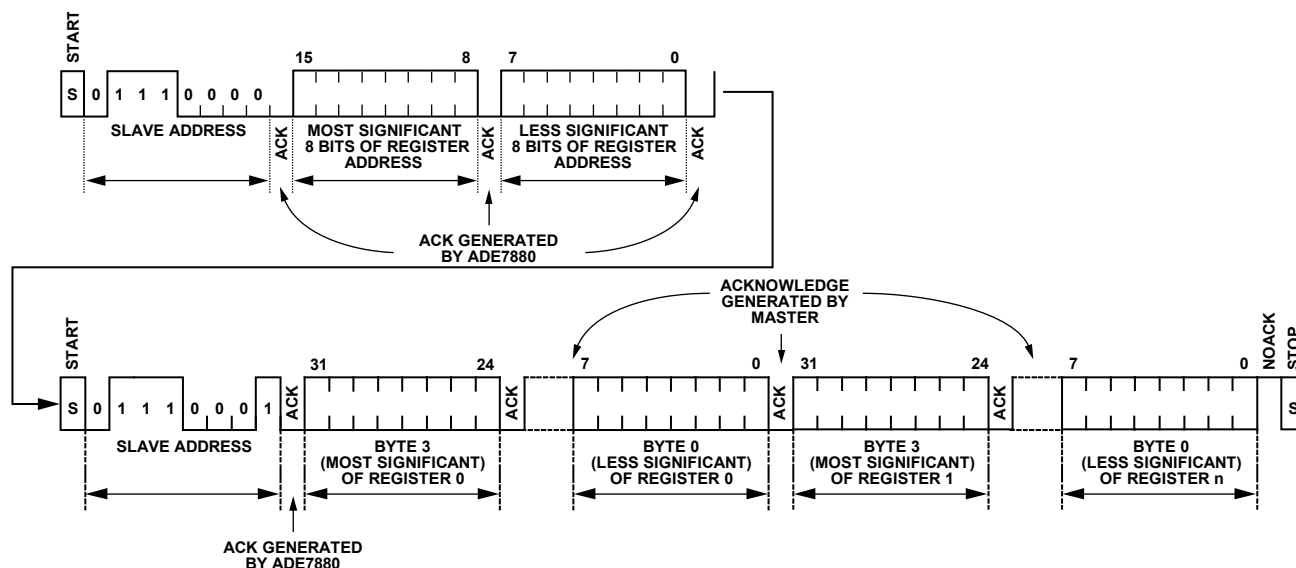 START
15 8 7 0
S 0 1 1 1 0 0 0 0
SLAVE ADDRESS
ACK
MOST SIGNIFICANT
8 BITS OF REGISTER
ADDRESS
ACK
LESS SIGNIFICANT
8 BITS OF REGISTER
ADDRESS
ACK
ACK GENERATED
BY ADE7880
ACKNOWLEDGE
GENERATED BY
MASTER
START
31 24 7 0 31 24 7 0
NOACK
STOP
S 0 1 1 1 0 0 0 1
ACK
ACK
ACK
ACK
S
SLAVE ADDRESS
BYTE 3
(MOST SIGNIFICANT)
OF REGISTER 0
BYTE 0
(LESS SIGNIFICANT)
OF REGISTER 0
BYTE 3
(MOST SIGNIFICANT)
OF REGISTER 1
BYTE 0
(LESS SIGNIFICANT)
OF REGISTER n
ACK GENERATED
BY ADE7880